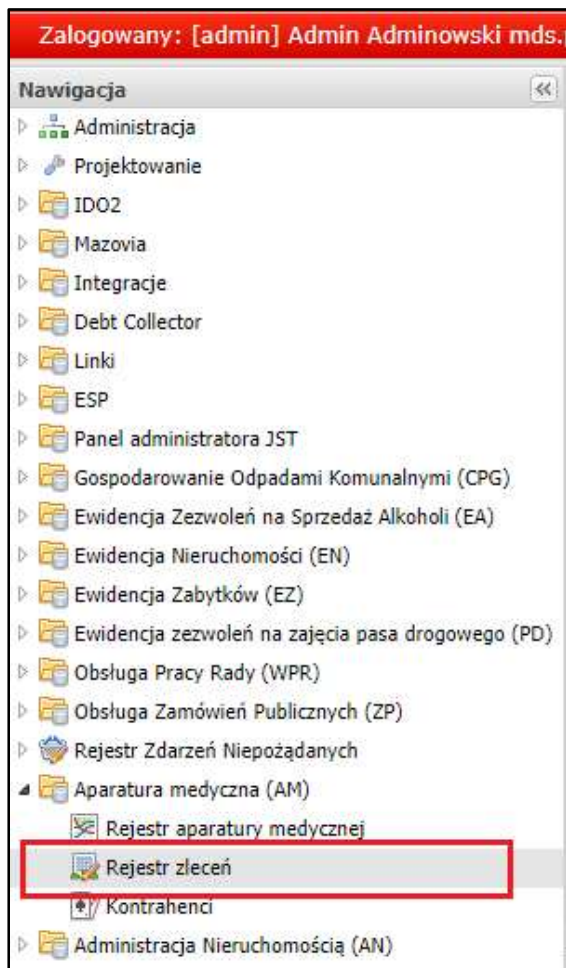 Zalogowany: [admin] Admin Adminowski mds.
Nawigacja
Administracja
Projektowanie
IDO2
Mazovia
Integracje
Debt Collector
Linki
ESP
Panel administratora JST
Gospodarowanie Odpadami Komunalnymi (CPG)
Ewidencja Zezwoleń na Sprzedaż Alkoholi (EA)
Ewidencja Nieruchomości (EN)
Ewidencja Zabytków (EZ)
Ewidencja zezwoleń na zajęcia pasa drogowego (PD)
Obsługa Pracy Rady (WPR)
Obsługa Zamówień Publicznych (ZP)
Rejestr Zdarzeń Niepożądanych
Aparatura medyczna (AM)
Rejestr aparatury medycznej
Rejestr zleceń
Kontrahenci
Administracja Nieruchomością (AN)